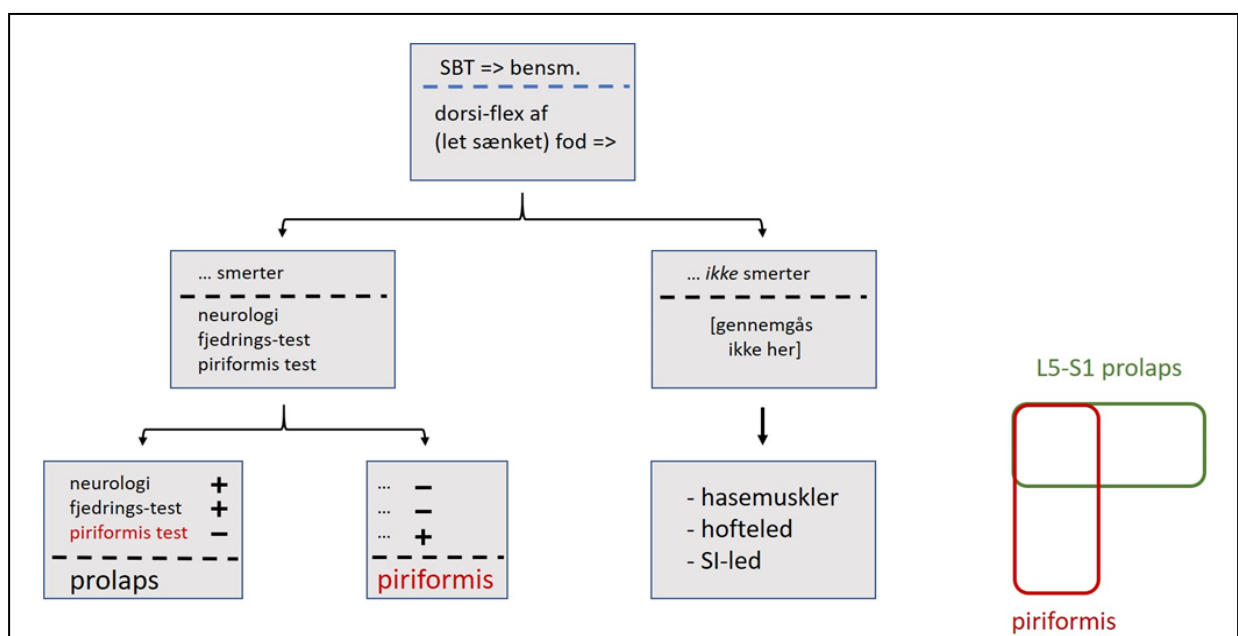 SBT => bensm.
dorsi-flex af
(let sænket) fod =>
... smerter
neurologi
fjedrings-test
piriformis test
... ikke smerter
[gennemgås
ikke her]
L5-S1 prolaps
neurologi +
fjedrings-test +
piriformis test −
prolaps
... −
... −
... +
piriformis
- hasemuskler
- hofteled
- SI-led
piriformis